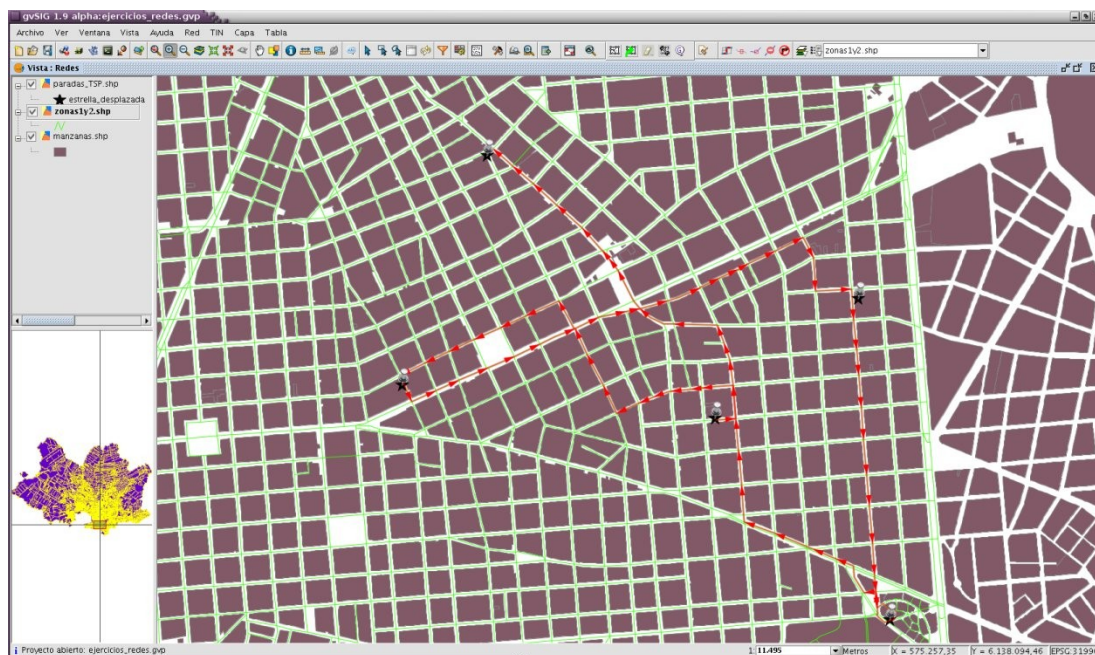 gvSIG 1.9 alpha:ejercicios_redes.gvp
Archivo Ver Ventana Vista Ayuda Red TIN Capa Tabla
zonas1y2.shp
Vista : Redes
paradas_TSP.shp
estrella_desplazada
zonas1y2.shp
manzanas.shp
Proyecto abierto: ejercicios_redes.gvp
1: 11.495 Metros X = 575.257,35 Y = 6.138.094,46